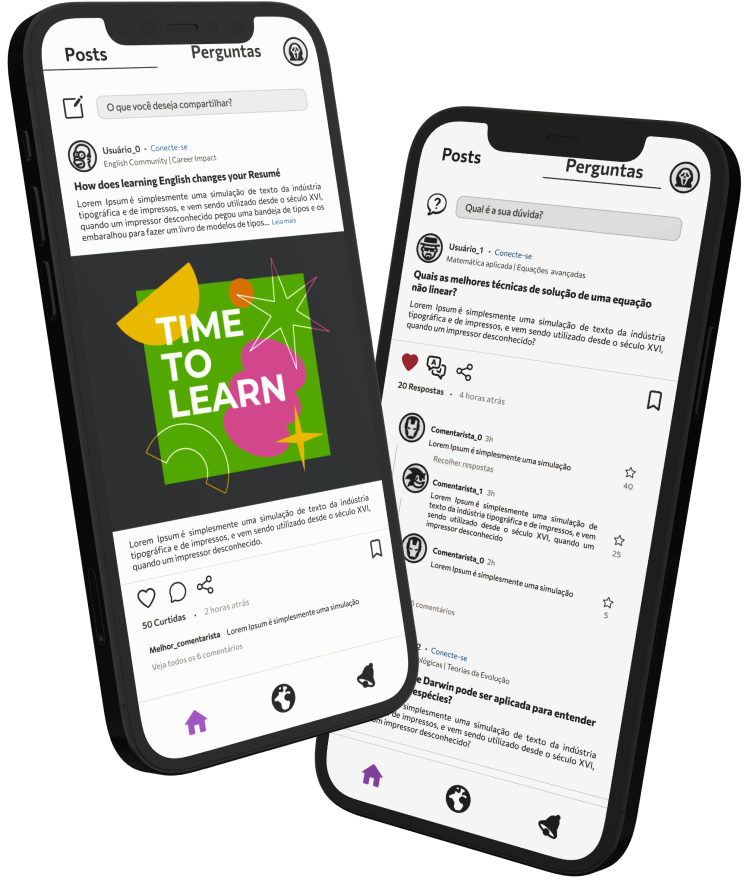 Posts Perguntas
O que você deseja compartilhar?
Usuário_0 • Conecte-se
English Community | Career Impact
How does learning English changes your Resumé
Lorem Ipsum é simplesmente uma simulação de texto da indústria
tipográfica e de impressos, e vem sendo utilizado desde o século XVI,
quando um impressor desconhecido pegou uma bandeja de tipos e os
embaralhou para fazer um livro de modelos de tipos... Leia mais
TIME
TO
LEARN
Lorem Ipsum é simplesmente uma simulação de texto da indústria
tipográfica e de impressos, e vem sendo utilizado desde o século XVI,
quando um impressor desconhecido.
50 Curtidas • 2 horas atrás
Melhor_comentarista Lorem Ipsum é simplesmente uma simulação
Veja todos os 6 comentários
Posts Perguntas
Qual é a sua dúvida?
Usuário_1 • Conecte-se
Matemática aplicada | Equações avançadas
Quais as melhores técnicas de solução de uma equação
não linear?
Lorem Ipsum é simplesmente uma simulação de texto da indústria
tipográfica e de impressos, e vem sendo utilizado desde o século XVI,
quando um impressor desconhecido?
20 Respostas • 4 horas atrás
Comentarista_0 3h
Lorem Ipsum é simplesmente uma simulação
Recolher respostas
40
Comentarista_1 3h
Lorem Ipsum é simplesmente uma simulação de
texto da indústria tipográfica e de impressos, e vem
sendo utilizado desde o século XVI, quando um
impressor desconhecido
25
Comentarista_0 2h
Lorem Ipsum é simplesmente uma simulação
5
comentários
2 • Conecte-se
ológicas | Teorias da Evolução
e Darwin pode ser aplicada para entender
espécies?
simplesmente uma simulação de texto da indústria
de impressos, e vem sendo utilizado desde o século XVI,
um impressor desconhecido?